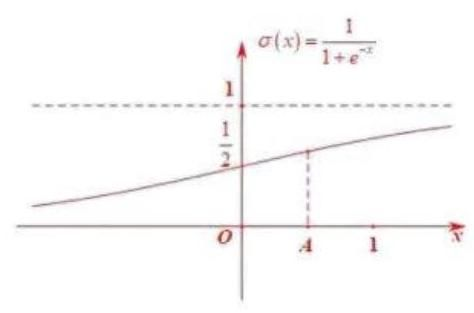 σ(x) = 1/(1+e^{-x})
1
1/2
O A 1 x